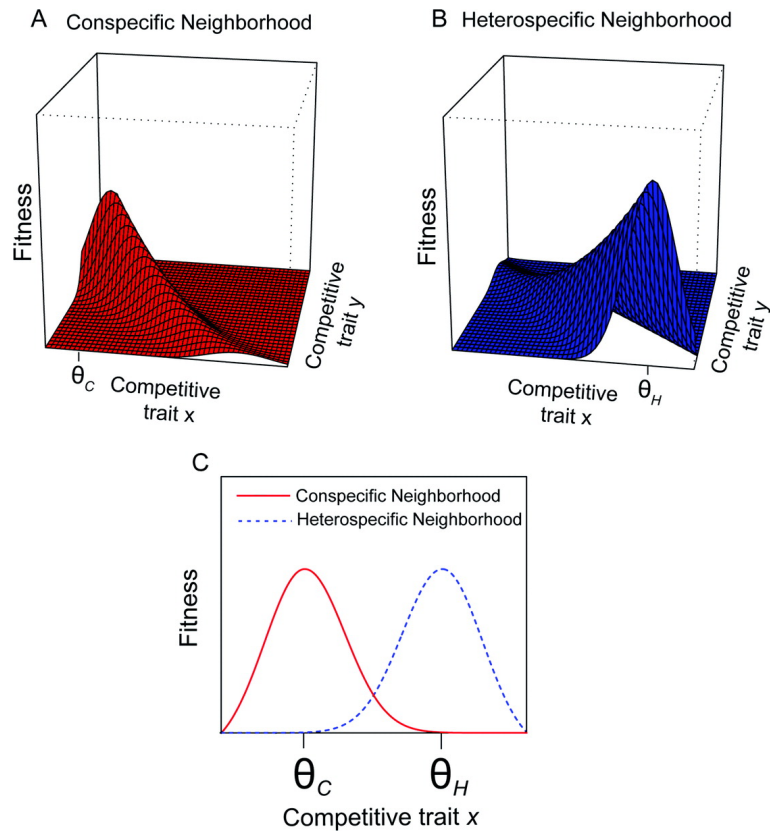 A Conspecific Neighborhood
Fitness
θC
Competitive
trait x
Competitive
trait y
B Heterospecific Neighborhood
Fitness
Competitive
trait x
θH
Competitive
trait y
C
Conspecific Neighborhood
Heterospecific Neighborhood
Fitness
θC
θH
Competitive trait x